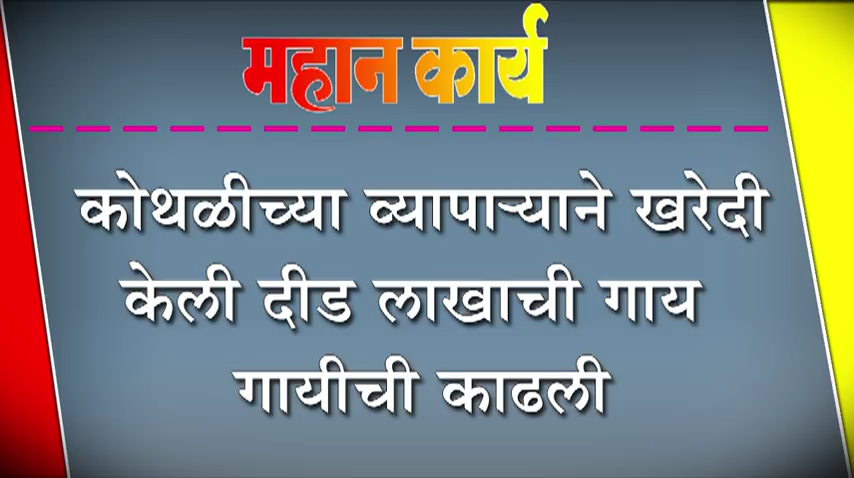 महान कार्य
कोथळीच्या व्यापाऱ्याने खरेदी
केली दीड लाखाची गाय
गायीची काढली